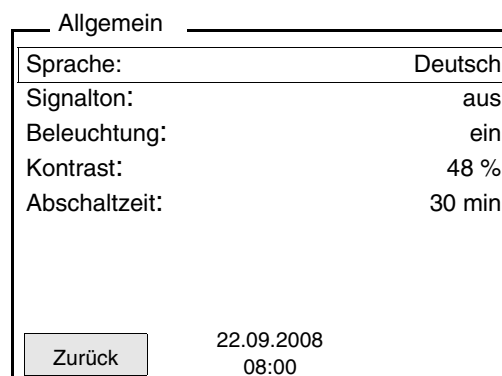 Allgemein
Sprache: Deutsch
Signalton: aus
Beleuchtung: ein
Kontrast: 48 %
Abschaltzeit: 30 min
22.09.2008
Zurück
08:00